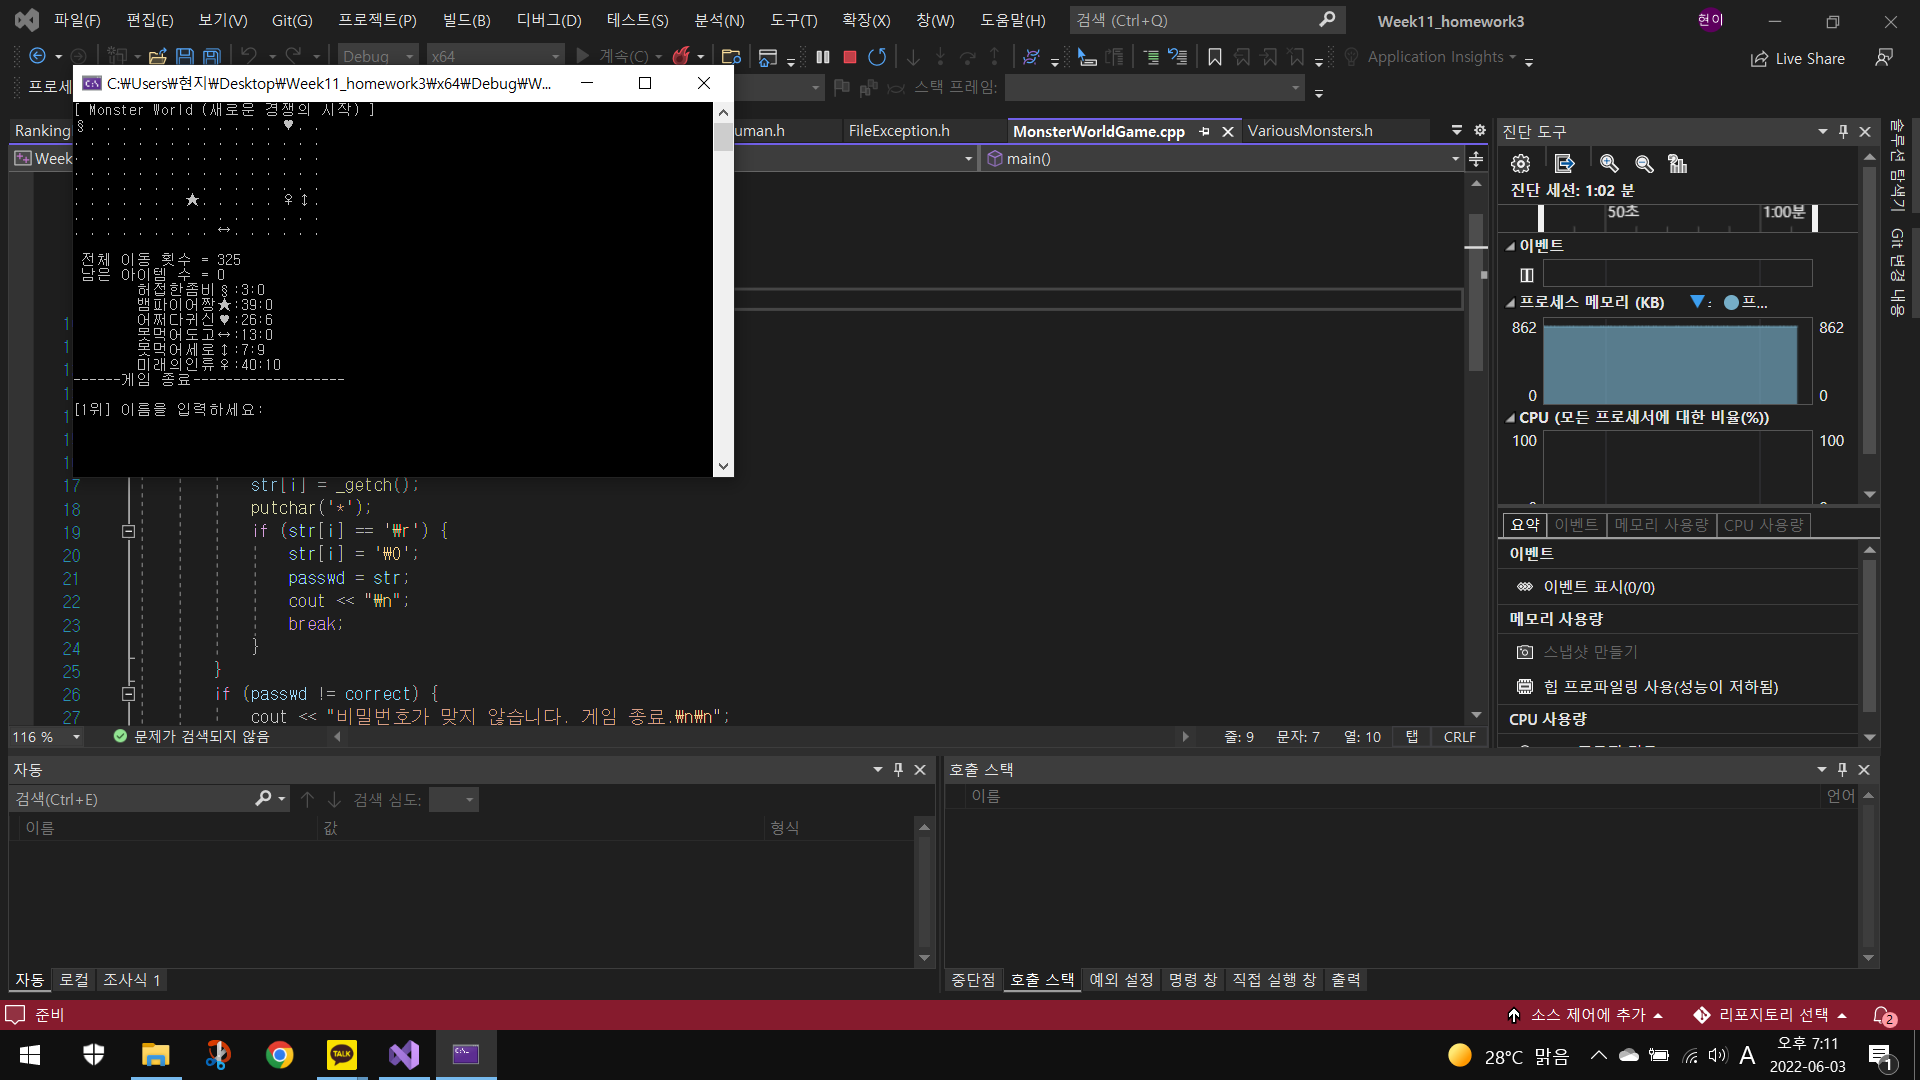 파일(F) 편집(E) 보기(V) Git(G) 프로젝트(P) 빌드(B) 디버그(D) 테스트(S) 분석(N) 도구(T) 확장(X) 창(W) 도움말(H) 검색 (Ctrl+Q) Week11_homework3 현이
Debug x64 계속(C) Application Insights Live Share
프로세 스택 프레임:
C:₩Users₩현지₩Desktop₩Week11_homework3₩x64₩Debug₩W...
[ Monster World (새로운 경쟁의 시작) ]
§ . . . . . . . . . . . . ♥ . .
. . . . . . . . . . . . . . . .
. . . . . . . . . . . . . . . .
. . . . . . . . . . . . . . . .
. . . . . . . . . . . . . . . .
. . . . . . . ★ . . . . . ♀ ↕ .
. . . . . . . . . . . . . . . .
. . . . . . . . . ↔ . . . . . .
전체 이동 횟수 = 325
남은 아이템 수 = 0
허접한좀비§:3:0
뱀파이어짱★:39:0
어쩌다귀신♥:26:6
못먹어도고↔:13:0
못먹어세로↕:7:9
미래의인류♀:40:10
------게임 종료-------------------
[1위] 이름을 입력하세요:
Ranking uman.h FileException.h MonsterWorldGame.cpp VariousMonsters.h
Week main()
17 str[i] = _getch();
18 putchar('*');
19 if (str[i] == '₩r') {
20 str[i] = '₩0';
21 passwd = str;
22 cout << "₩n";
23 break;
24 }
25 }
26 if (passwd != correct) {
27 cout << "비밀번호가 맞지 않습니다. 게임 종료.₩n₩n";
116 % 문제가 검색되지 않음 줄: 9 문자: 7 열: 10 탭 CRLF
진단 도구
진단 세션: 1:02 분
50초 1:00분
이벤트
프로세스 메모리 (KB) 프...
862 862
0 0
CPU (모든 프로세서에 대한 비율(%))
100 100
요약 이벤트 메모리 사용량 CPU 사용량
이벤트
이벤트 표시(0/0)
메모리 사용량
스냅샷 만들기
힙 프로파일링 사용(성능이 저하됨)
CPU 사용량
솔루션 탐색기
Git 변경 내용
자동
검색(Ctrl+E) 검색 심도:
이름 값 형식
자동 로컬 조사식 1
호출 스택
이름 언어
중단점 호출 스택 예외 설정 명령 창 직접 실행 창 출력
준비 소스 제어에 추가 리포지토리 선택 2
TALK 28°C 맑음 A 오후 7:11
2022-06-03 1